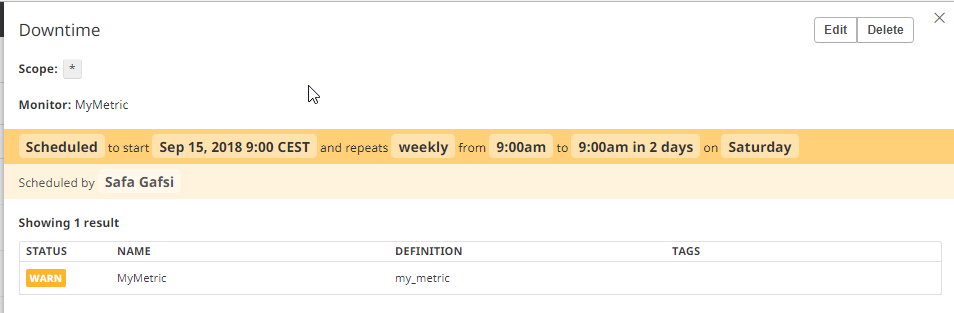 Downtime
Edit Delete
Scope: *
Monitor: MyMetric
Scheduled to start Sep 15, 2018 9:00 CEST and repeats weekly from 9:00am to 9:00am in 2 days on Saturday
Scheduled by Safa Gafsi
Showing 1 result
STATUS NAME DEFINITION TAGS
WARN MyMetric my_metric